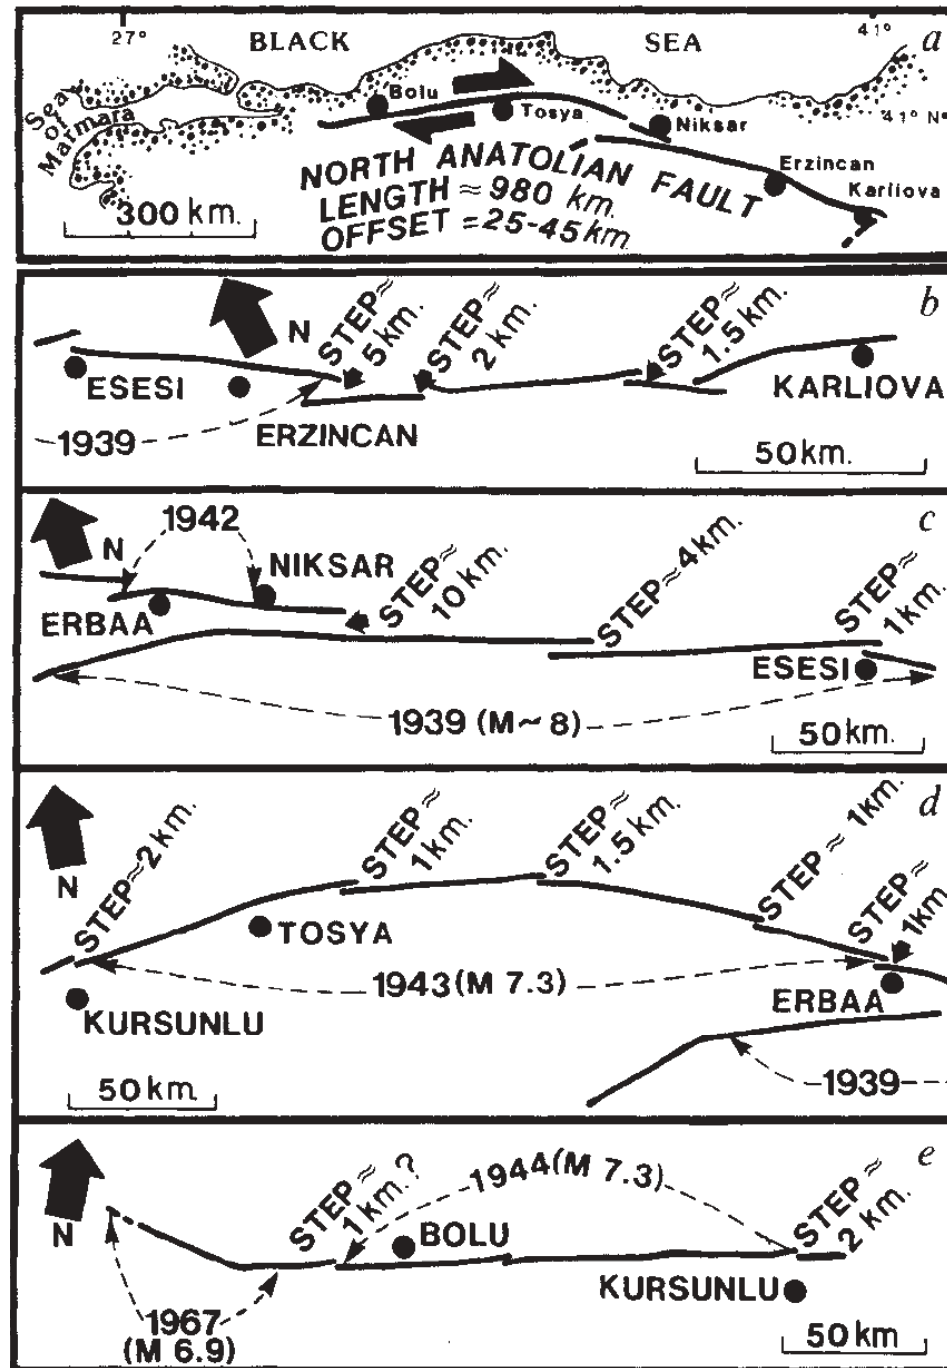 27°
BLACK
SEA
41°
a
Sea
of
Marmara
Bolu
Tosya
Niksar
41° N
Erzincan
Karliova
NORTH ANATOLIAN FAULT
LENGTH ≈ 980 km.
OFFSET = 25-45 km
300 km.
b
N
STEP ≈
5 km.
STEP ≈
2 km.
STEP ≈
1.5 km.
ESESI
KARLIOVA
1939
ERZINCAN
50 km.
c
N
1942
NIKSAR
STEP ≈
10 km.
STEP ≈ 4 km.
STEP ≈
1 km.
ERBAA
ESESI
1939 (M ~ 8)
50 km.
d
N
STEP ≈ 2 km.
STEP ≈
1 km.
STEP ≈
1.5 km.
STEP ≈ 1 km.
STEP ≈
1 km
TOSYA
1943 (M 7.3)
ERBAA
KURSUNLU
50 km
1939
e
N
STEP ≈
1 km. ?
1944 (M 7.3)
STEP ≈
2 km.
BOLU
KURSUNLU
1967
(M 6.9)
50 km